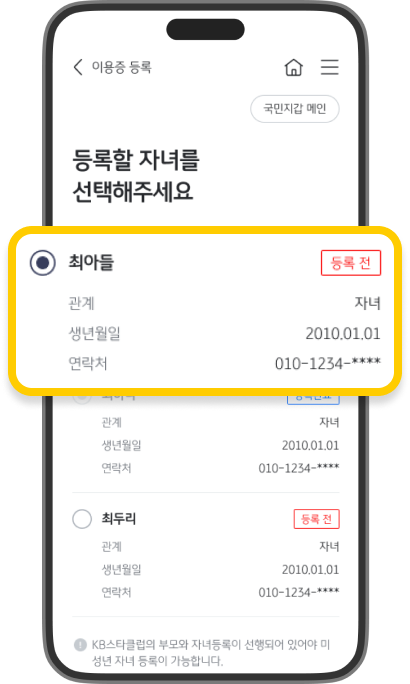 이용증 등록
국민지갑 메인
등록할 자녀를
선택해주세요
최아들
등록 전
관계
자녀
생년월일
2010.01.01
연락처
010-1234-****
관계
자녀
생년월일
2010.01.01
연락처
010-1234-****
최두리
등록 전
관계
자녀
생년월일
2010.01.01
연락처
010-1234-****
KB스타클럽의 부모와 자녀등록이 선행되어 있어야 미
성년 자녀 등록이 가능합니다.